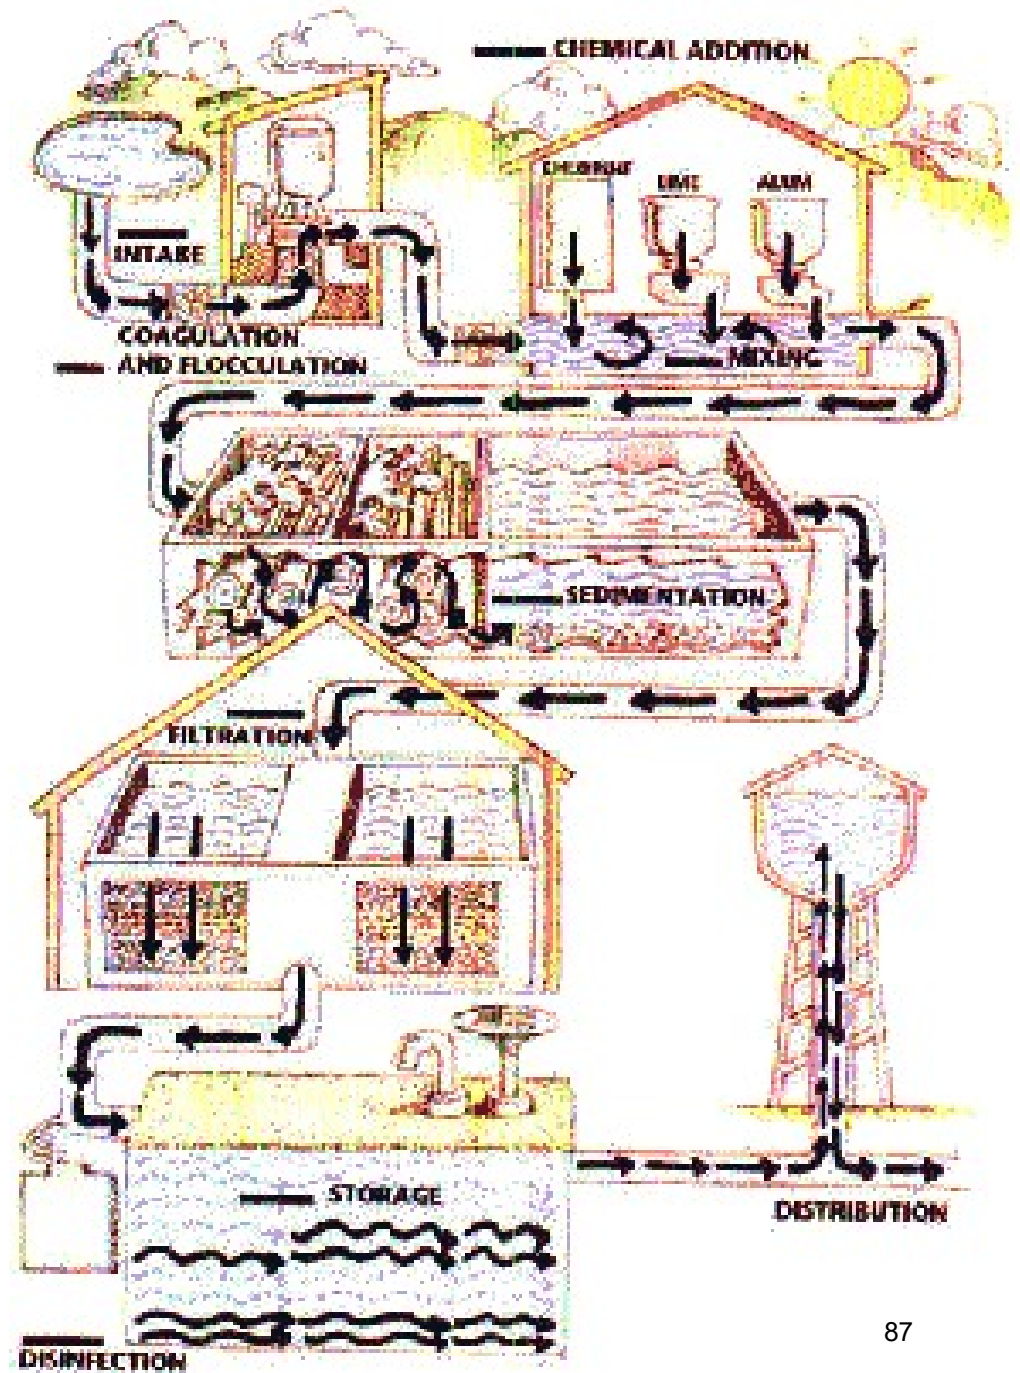 CHEMICAL ADDITION
LIME
ALUM
INTAKE
COAGULATION
AND FLOCCULATION
MIXING
SEDIMENTATION
FILTRATION
STORAGE
DISTRIBUTION
87
DISINFECTION